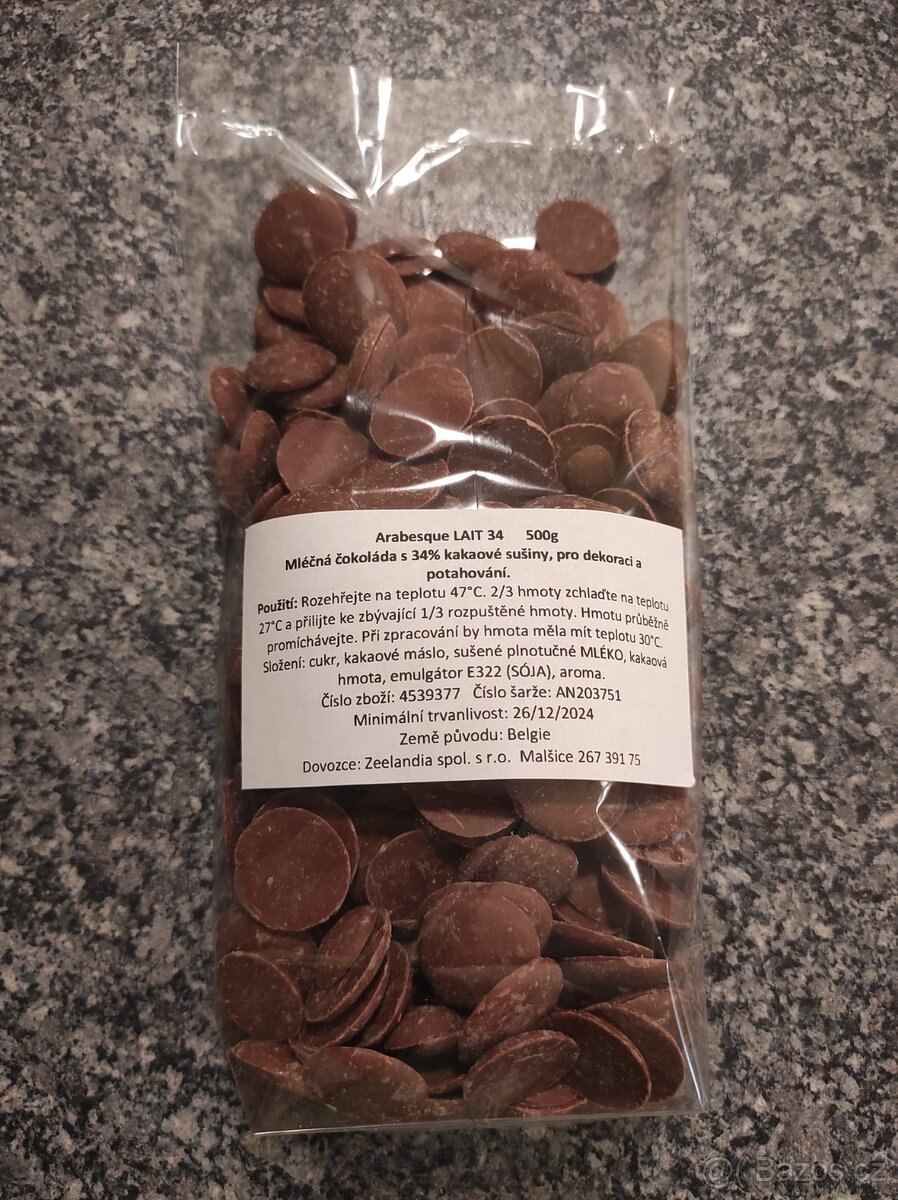 Arabesque LAIT 34 500g
Mléčná čokoláda s 34% kakaové sušiny, pro dekoraci a
potahování.
Použití: Rozehřejte na teplotu 47°C. 2/3 hmoty zchlaďte na teplotu
27°C a přilijte ke zbývající 1/3 rozpuštěné hmoty. Hmotu průběžně
promíchávejte. Při zpracování by hmota měla mít teplotu 30°C.
Složení: cukr, kakaové máslo, sušené plnotučné MLÉKO, kakaová
hmota, emulgátor E322 (SÓJA), aroma.
Číslo zboží: 4539377 Číslo šarže: AN203751
Minimální trvanlivost: 26/12/2024
Země původu: Belgie
Dovozce: Zeelandia spol. s r.o. Malšice 267 391 75
@ Bazos.cz